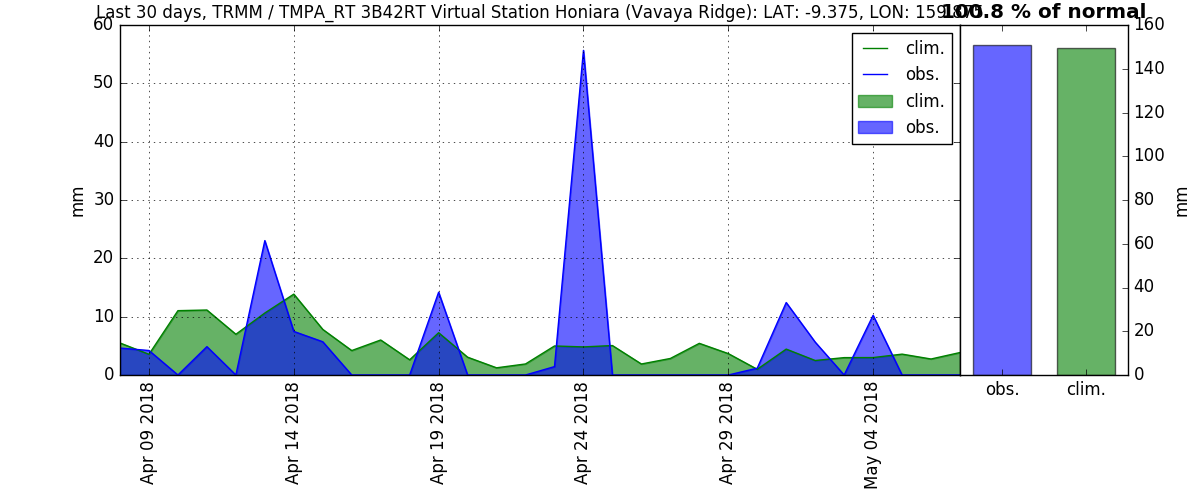 Last 30 days, TRMM / TMPA_RT 3B42RT Virtual Station Honiara (Vavaya Ridge): LAT: -9.375, LON: 159.875
100.8 % of normal
60
50
40
30
20
10
0
mm
clim.
obs.
clim.
obs.
Apr 09 2018
Apr 14 2018
Apr 19 2018
Apr 24 2018
Apr 29 2018
May 04 2018
160
140
120
100
80
60
40
20
0
mm
obs.
clim.